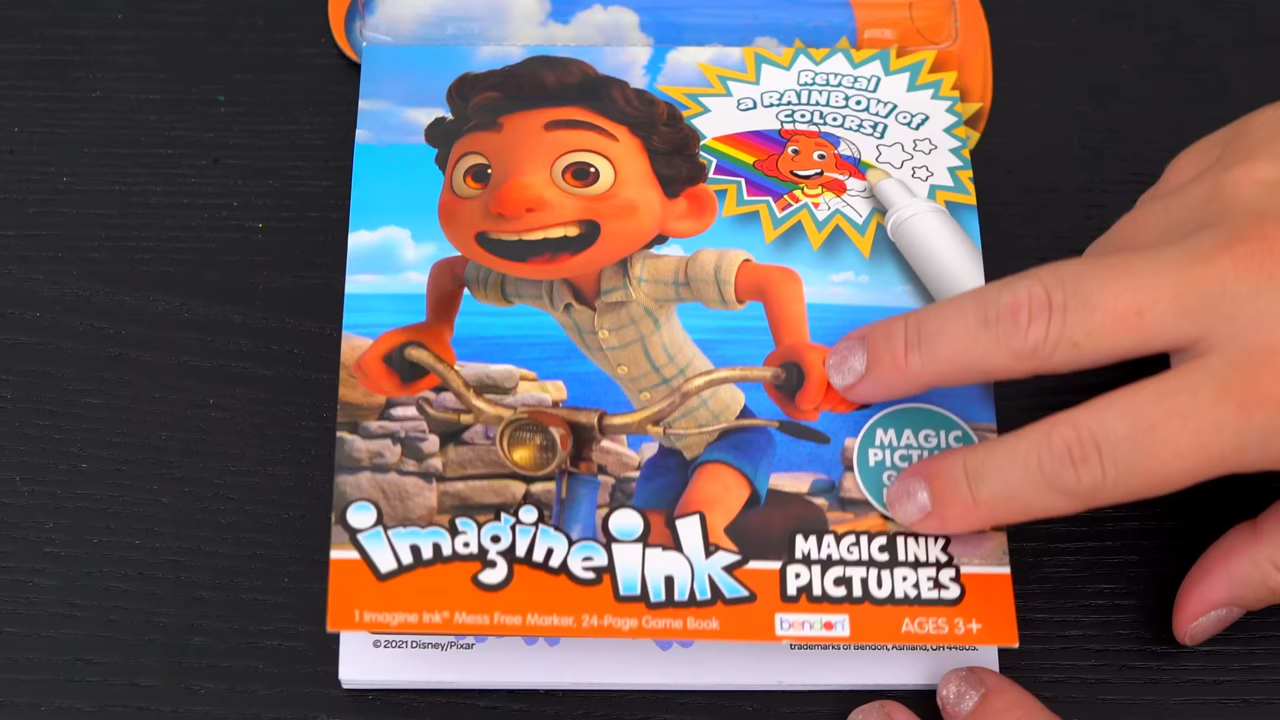 Reveal
a RAINBOW of
COLORS!
MAGIC
imagine ink
MAGIC INK
PICTURES
1 Imagine Ink® Mess Free Marker, 24-Page Game Book
bendon®
AGES 3+
© 2021 Disney/Pixar
trademarks of Bendon, Ashland, OH 44805.